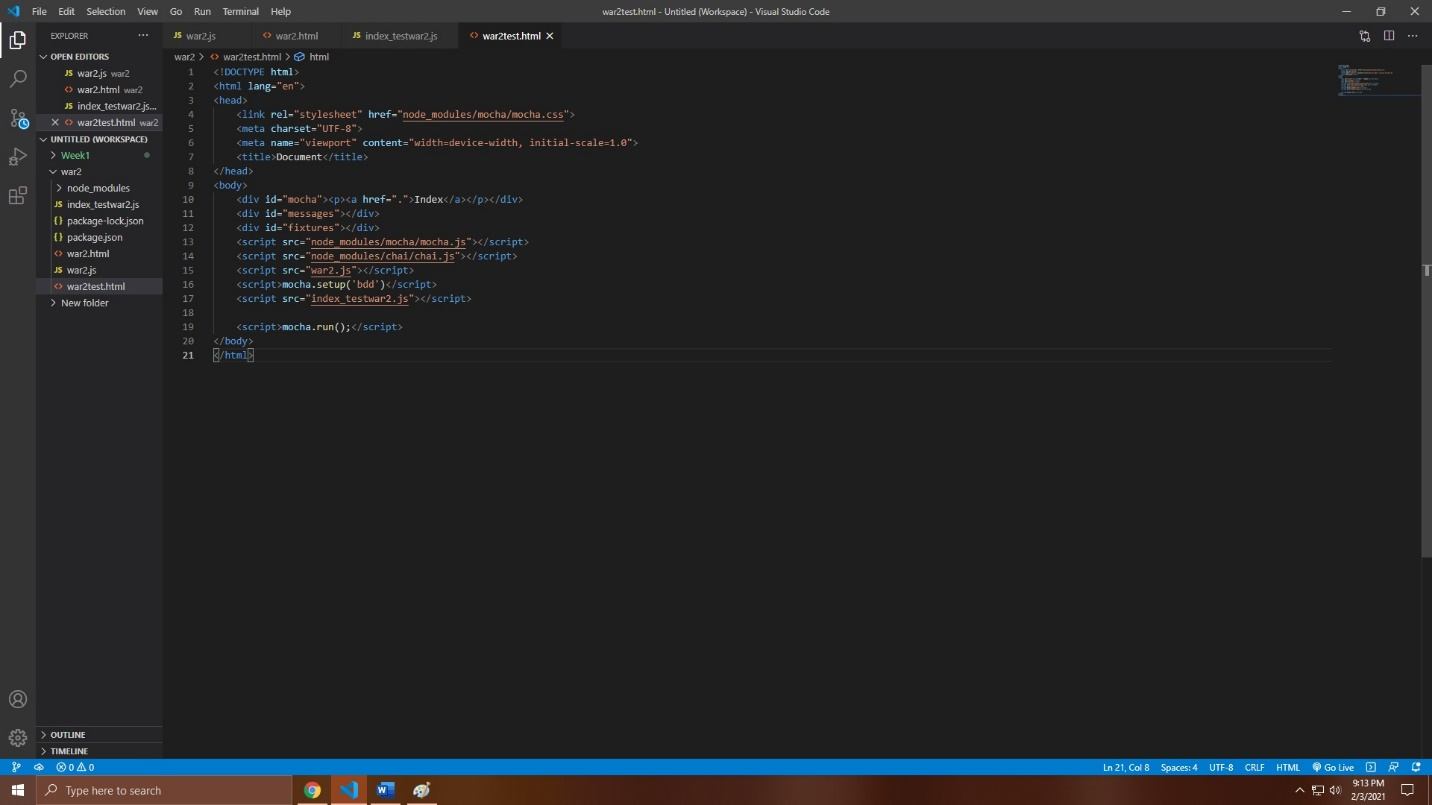 File Edit Selection View Go Run Terminal Help
war2test.html - Untitled (Workspace) - Visual Studio Code
EXPLORER
OPEN EDITORS
JS war2.js war2
<> war2.html war2
JS index_testwar2.js...
<> war2test.html war2
UNTITLED (WORKSPACE)
Week1
war2
node_modules
JS index_testwar2.js
{} package-lock.json
{} package.json
<> war2.html
JS war2.js
<> war2test.html
New folder
OUTLINE
TIMELINE
JS war2.js <> war2.html JS index_testwar2.js <> war2test.html
war2 > <> war2test.html > html
1 <!DOCTYPE html>
2 <html lang="en">
3 <head>
4 <link rel="stylesheet" href="node_modules/mocha/mocha.css">
5 <meta charset="UTF-8">
6 <meta name="viewport" content="width=device-width, initial-scale=1.0">
7 <title>Document</title>
8 </head>
9 <body>
10 <div id="mocha"><p><a href=".">Index</a></p></div>
11 <div id="messages"></div>
12 <div id="fixtures"></div>
13 <script src="node_modules/mocha/mocha.js"></script>
14 <script src="node_modules/chai/chai.js"></script>
15 <script src="war2.js"></script>
16 <script>mocha.setup('bdd')</script>
17 <script src="index_testwar2.js"></script>
18
19 <script>mocha.run();</script>
20 </body>
21 </html>
0 0
Ln 21, Col 8 Spaces: 4 UTF-8 CRLF HTML Go Live
Type here to search
9:13 PM
2/3/2021